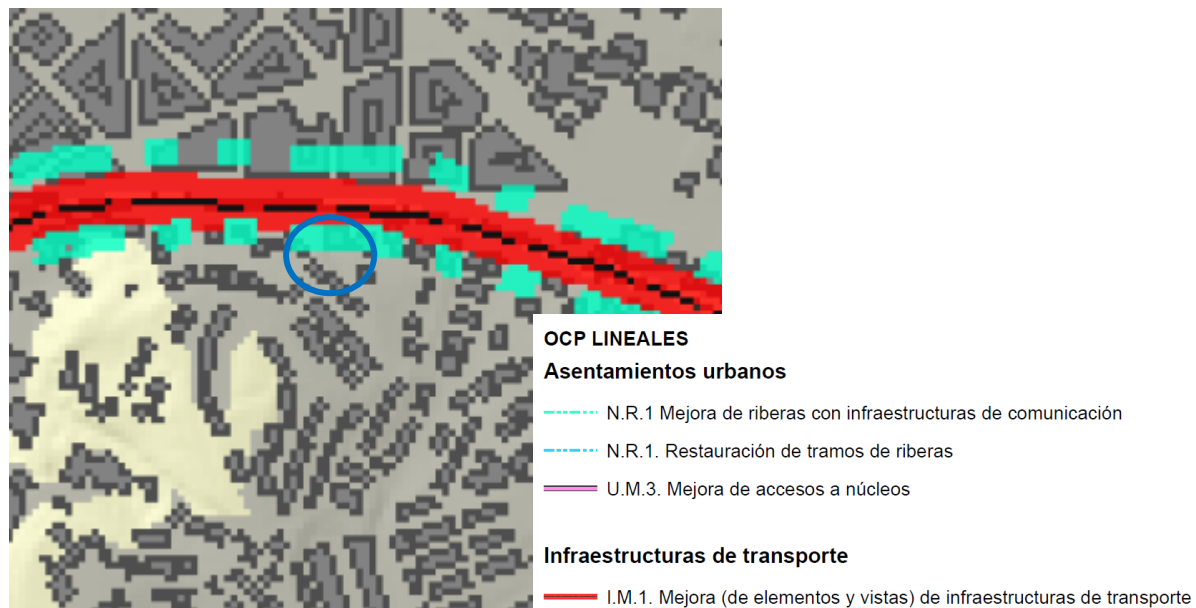 OCP LINEALES
Asentamientos urbanos
N.R.1 Mejora de riberas con infraestructuras de comunicación
N.R.1. Restauración de tramos de riberas
U.M.3. Mejora de accesos a núcleos
Infraestructuras de transporte
I.M.1. Mejora (de elementos y vistas) de infraestructuras de transporte